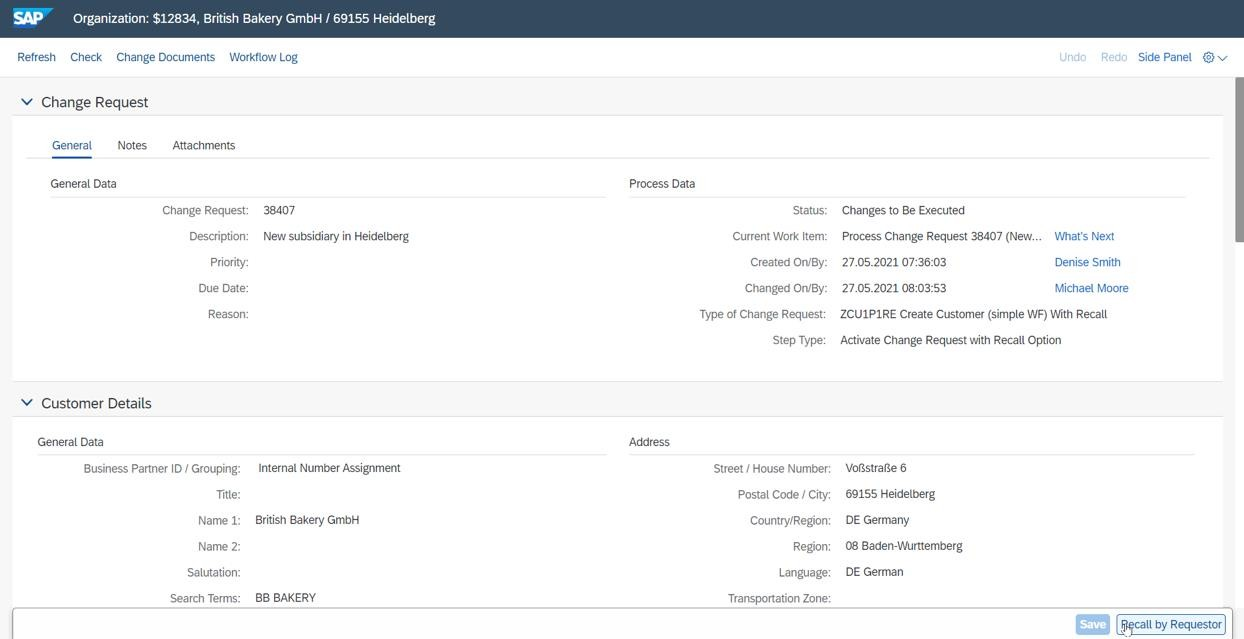 SAP Organization: $12834, British Bakery GmbH / 69155 Heidelberg
Refresh Check Change Documents Workflow Log Undo Redo Side Panel
Change Request
General Notes Attachments
General Data
Change Request: 38407
Description: New subsidiary in Heidelberg
Priority:
Due Date:
Reason:
Process Data
Status: Changes to Be Executed
Current Work Item: Process Change Request 38407 (New... What's Next
Created On/By: 27.05.2021 07:36:03 Denise Smith
Changed On/By: 27.05.2021 08:03:53 Michael Moore
Type of Change Request: ZCU1P1RE Create Customer (simple WF) With Recall
Step Type: Activate Change Request with Recall Option
Customer Details
General Data
Business Partner ID / Grouping: Internal Number Assignment
Title:
Name 1: British Bakery GmbH
Name 2:
Salutation:
Search Terms: BB BAKERY
Address
Street / House Number: Voßstraße 6
Postal Code / City: 69155 Heidelberg
Country/Region: DE Germany
Region: 08 Baden-Wurttemberg
Language: DE German
Transportation Zone:
Save Recall by Requestor